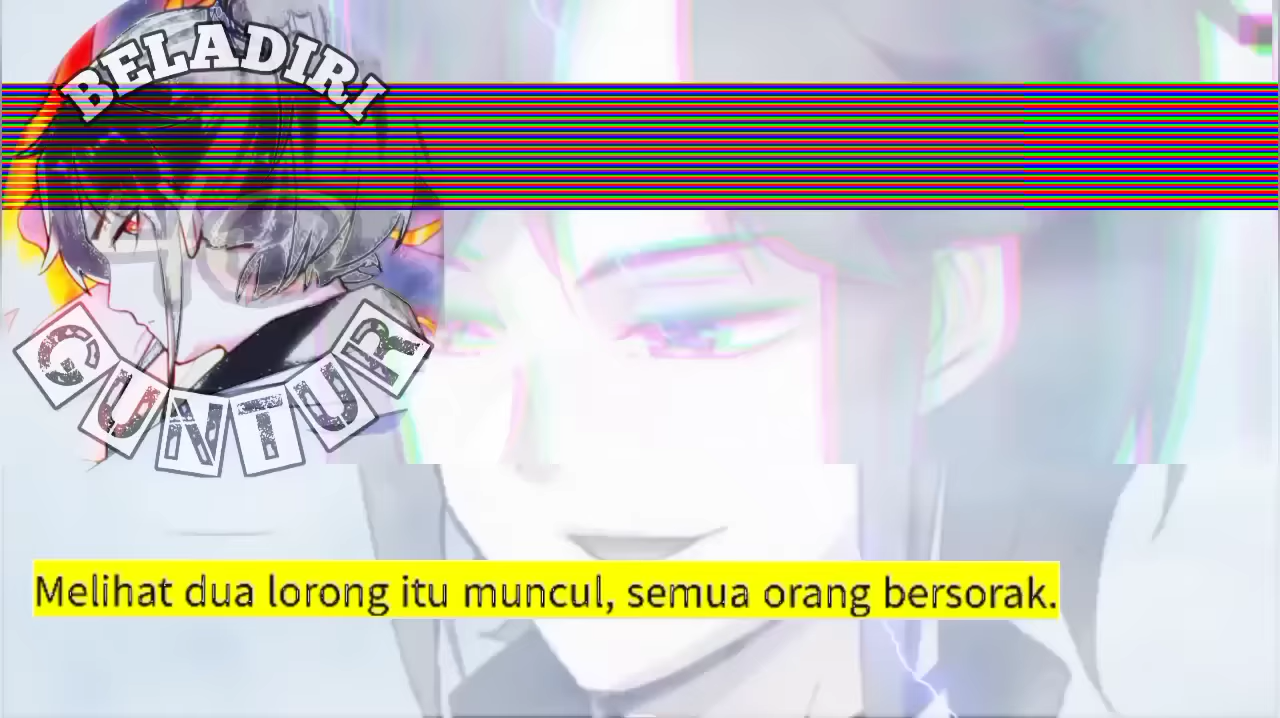 BELADIRI
GUNTUR
Melihat dua lorong itu muncul, semua orang bersorak.